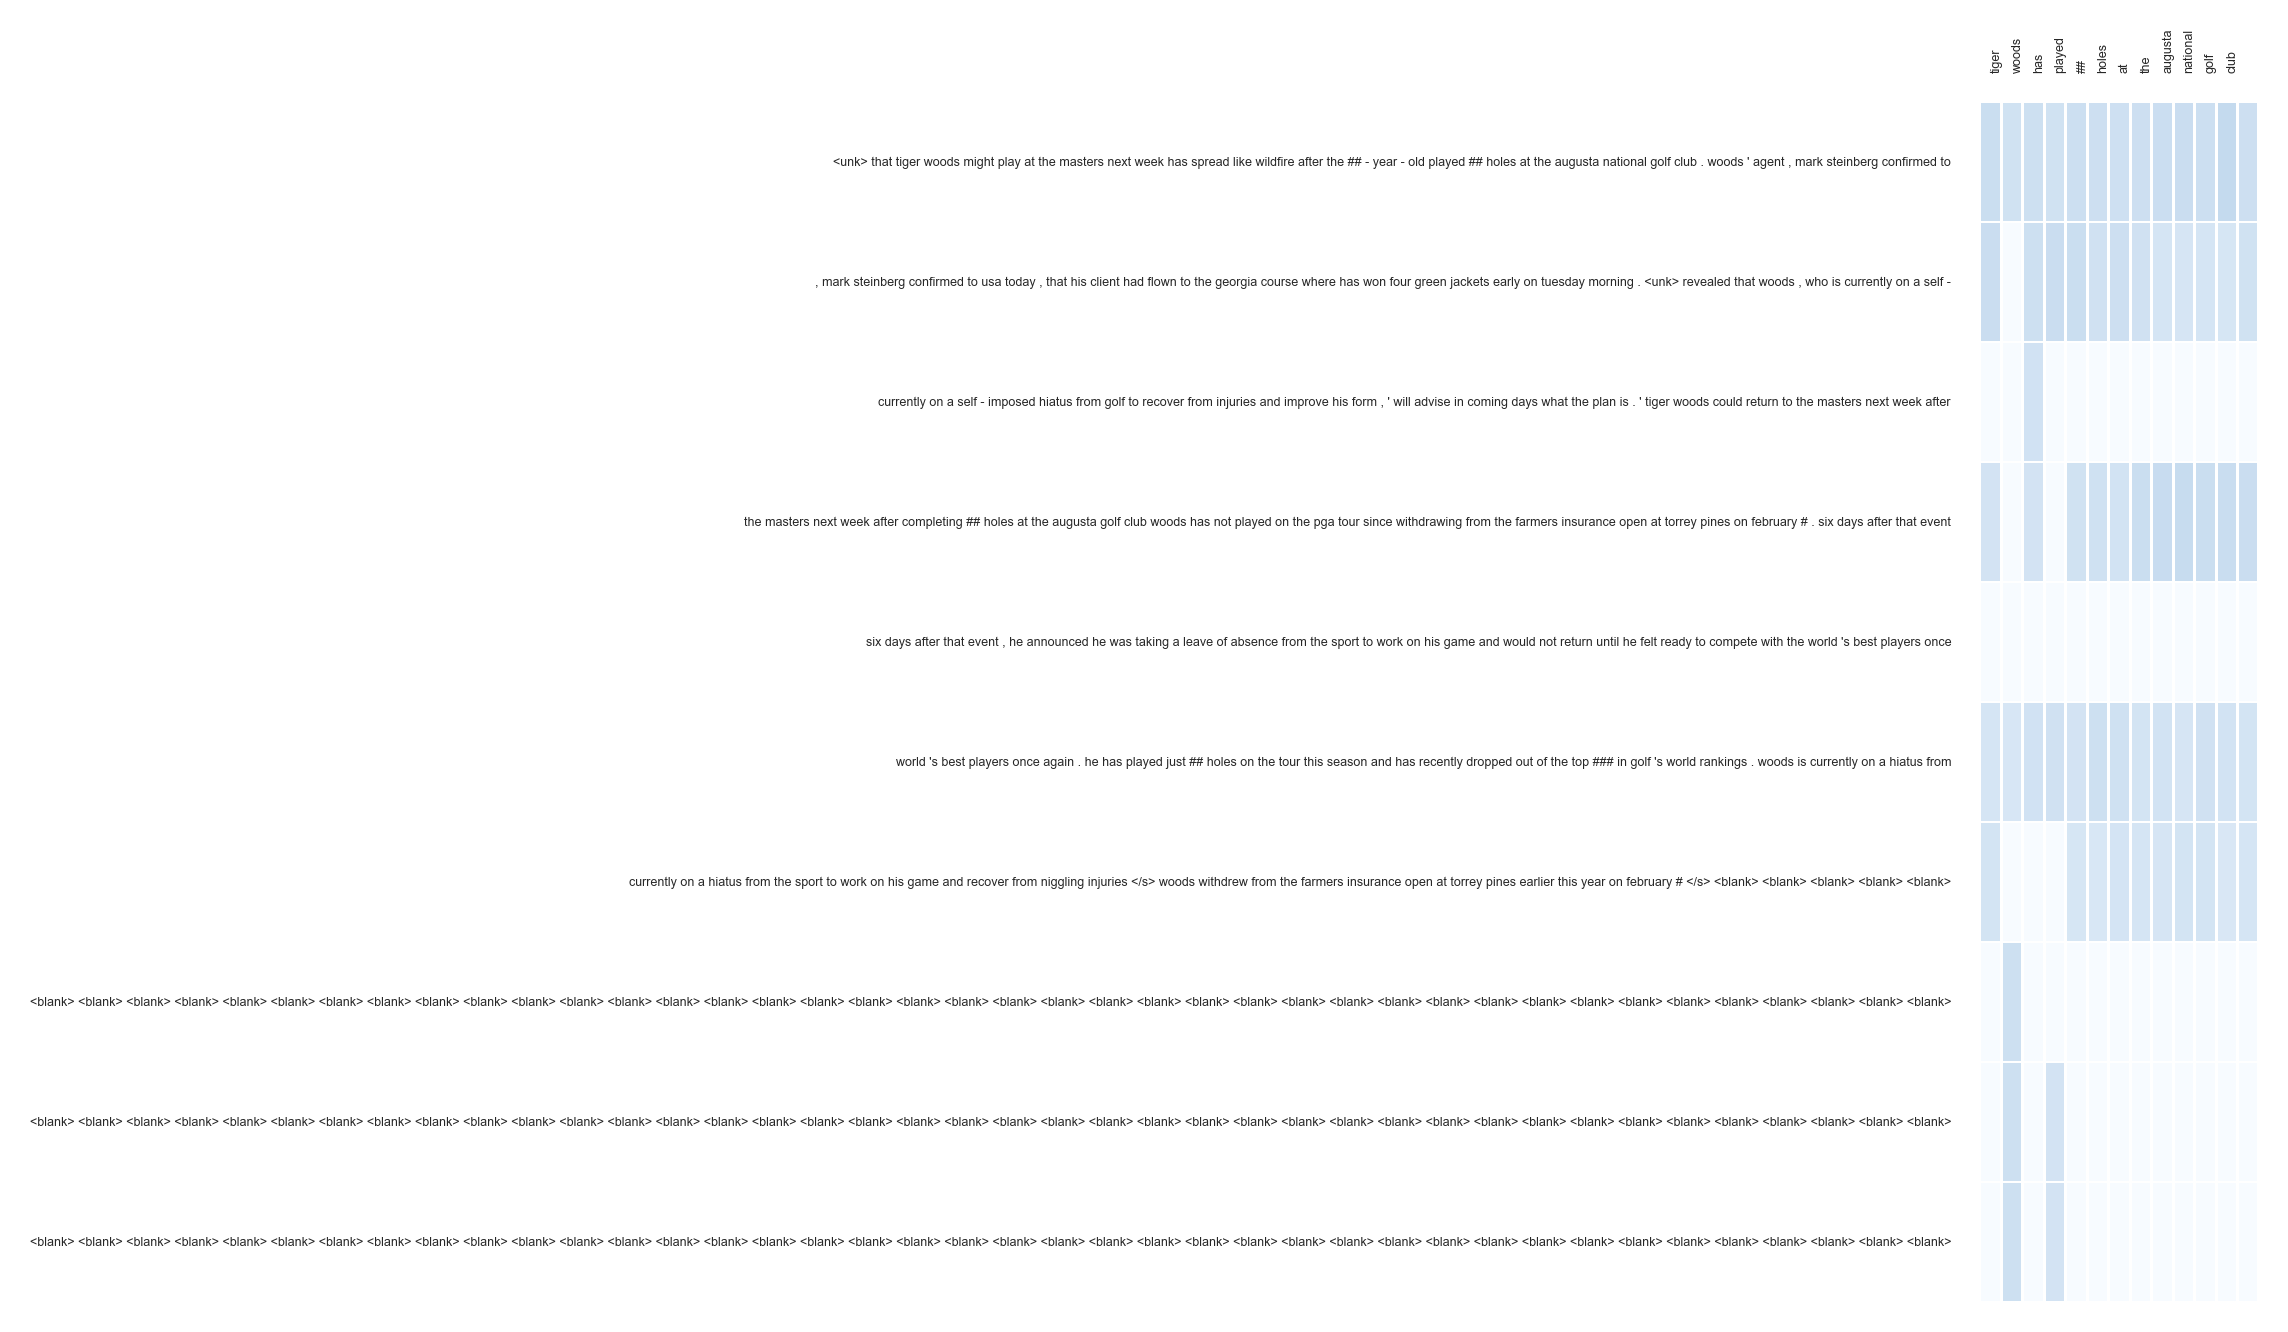 tiger woods has played ## holes at the augusta national golf club
<unk> that tiger woods might play at the masters next week has spread like wildfire after the ## - year - old played ## holes at the augusta national golf club . woods ' agent , mark steinberg confirmed to
, mark steinberg confirmed to usa today , that his client had flown to the georgia course where has won four green jackets early on tuesday morning . <unk> revealed that woods , who is currently on a self -
currently on a self - imposed hiatus from golf to recover from injuries and improve his form , ' will advise in coming days what the plan is . ' tiger woods could return to the masters next week after
the masters next week after completing ## holes at the augusta golf club woods has not played on the pga tour since withdrawing from the farmers insurance open at torrey pines on february # . six days after that event
six days after that event , he announced he was taking a leave of absence from the sport to work on his game and would not return until he felt ready to compete with the world 's best players once
world 's best players once again . he has played just ## holes on the tour this season and has recently dropped out of the top ### in golf 's world rankings . woods is currently on a hiatus from
currently on a hiatus from the sport to work on his game and recover from niggling injuries </s> woods withdrew from the farmers insurance open at torrey pines earlier this year on february # </s> <blank> <blank> <blank> <blank> <blank>
<blank> <blank> <blank> <blank> <blank> <blank> <blank> <blank> <blank> <blank> <blank> <blank> <blank> <blank> <blank> <blank> <blank> <blank> <blank> <blank> <blank> <blank> <blank> <blank> <blank> <blank> <blank> <blank> <blank> <blank> <blank> <blank> <blank> <blank> <blank> <blank> <blank> <blank> <blank> <blank>
<blank> <blank> <blank> <blank> <blank> <blank> <blank> <blank> <blank> <blank> <blank> <blank> <blank> <blank> <blank> <blank> <blank> <blank> <blank> <blank> <blank> <blank> <blank> <blank> <blank> <blank> <blank> <blank> <blank> <blank> <blank> <blank> <blank> <blank> <blank> <blank> <blank> <blank> <blank> <blank>
<blank> <blank> <blank> <blank> <blank> <blank> <blank> <blank> <blank> <blank> <blank> <blank> <blank> <blank> <blank> <blank> <blank> <blank> <blank> <blank> <blank> <blank> <blank> <blank> <blank> <blank> <blank> <blank> <blank> <blank> <blank> <blank> <blank> <blank> <blank> <blank> <blank> <blank> <blank> <blank>